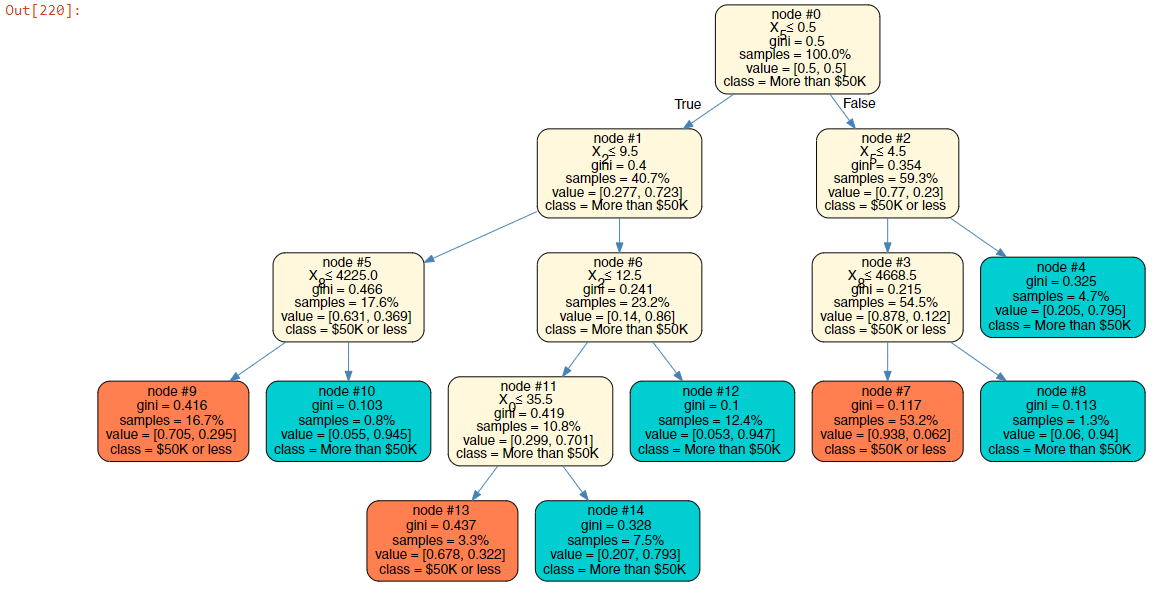 Out[220]:
node #0
X₅ ≤ 0.5
gini = 0.5
samples = 100.0%
value = [0.5, 0.5]
class = More than $50K
True
False
node #1
X₂ ≤ 9.5
gini = 0.4
samples = 40.7%
value = [0.277, 0.723]
class = More than $50K
node #2
X₅ ≤ 4.5
gini = 0.354
samples = 59.3%
value = [0.77, 0.23]
class = $50K or less
node #5
X₈ ≤ 4225.0
gini = 0.466
samples = 17.6%
value = [0.631, 0.369]
class = $50K or less
node #6
X₂ ≤ 12.5
gini = 0.241
samples = 23.2%
value = [0.14, 0.86]
class = More than $50K
node #3
X₈ ≤ 4668.5
gini = 0.215
samples = 54.5%
value = [0.878, 0.122]
class = $50K or less
node #4
gini = 0.325
samples = 4.7%
value = [0.205, 0.795]
class = More than $50K
node #9
gini = 0.416
samples = 16.7%
value = [0.705, 0.295]
class = $50K or less
node #10
gini = 0.103
samples = 0.8%
value = [0.055, 0.945]
class = More than $50K
node #11
X₀ ≤ 35.5
gini = 0.419
samples = 10.8%
value = [0.299, 0.701]
class = More than $50K
node #12
gini = 0.1
samples = 12.4%
value = [0.053, 0.947]
class = More than $50K
node #7
gini = 0.117
samples = 53.2%
value = [0.938, 0.062]
class = $50K or less
node #8
gini = 0.113
samples = 1.3%
value = [0.06, 0.94]
class = More than $50K
node #13
gini = 0.437
samples = 3.3%
value = [0.678, 0.322]
class = $50K or less
node #14
gini = 0.328
samples = 7.5%
value = [0.207, 0.793]
class = More than $50K